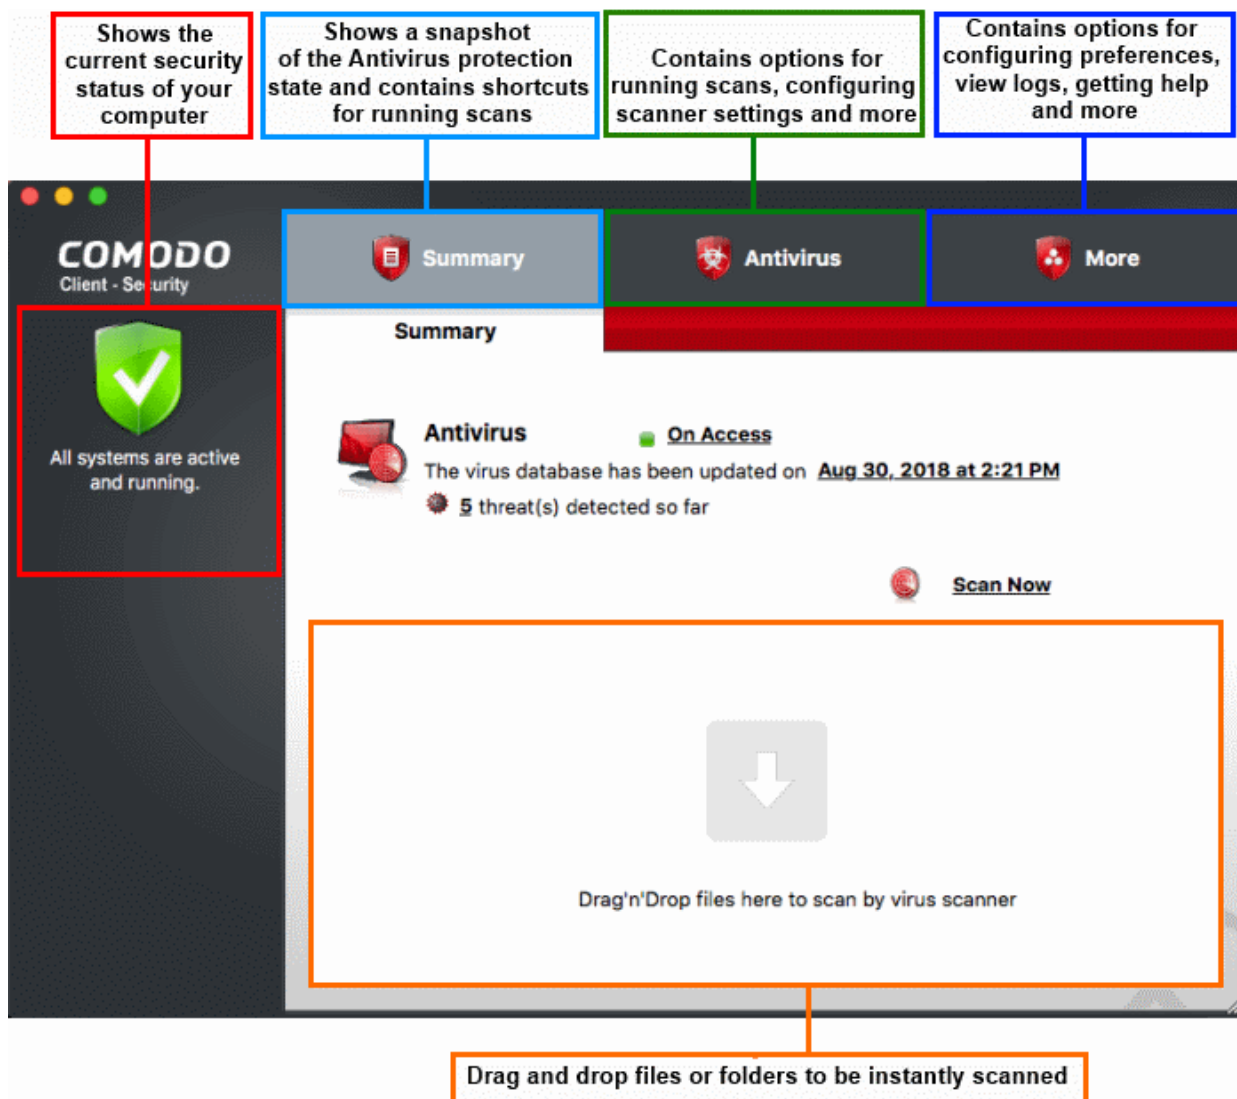 Shows the
current security
status of your
computer
Shows a snapshot
of the Antivirus protection
state and contains shortcuts
for running scans
Contains options for
running scans, configuring
scanner settings and more
Contains options for
configuring preferences,
view logs, getting help
and more
COMODO
Client - Security
Summary
Antivirus
More
Summary
All systems are active
and running.
Antivirus
On Access
The virus database has been updated on Aug 30, 2018 at 2:21 PM
5 threat(s) detected so far
Scan Now
Drag'n'Drop files here to scan by virus scanner
Drag and drop files or folders to be instantly scanned